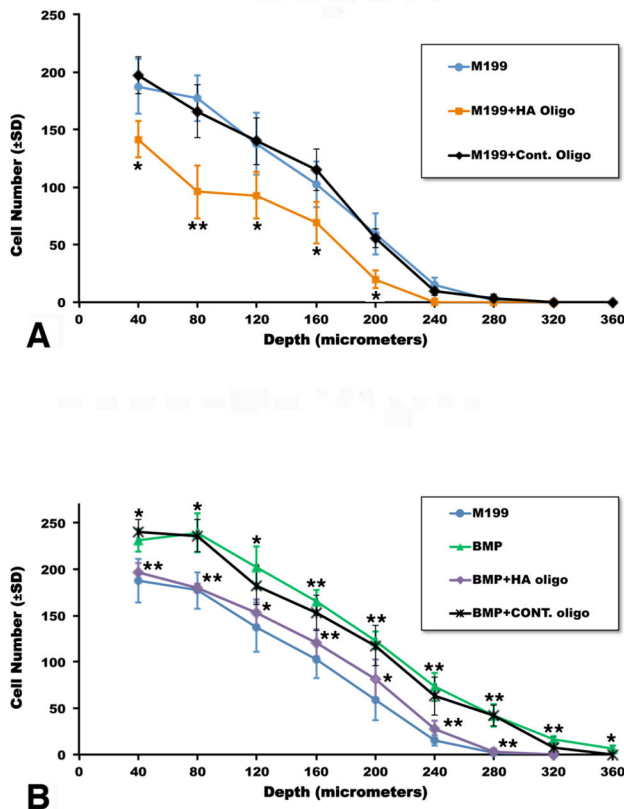 250
200
150
100
50
0
Cell Number (±SD)
*
**
*
*
*
40 80 120 160 200 240 280 320 360
Depth (micrometers)
A
M199
M199+HA Oligo
M199+Cont. Oligo
250
200
150
100
50
0
Cell Number (±SD)
* * * ** ** ** ** ** *
** ** * ** * ** **
40 80 120 160 200 240 280 320 360
Depth (micrometers)
B
M199
BMP
BMP+HA oligo
BMP+CONT. oligo